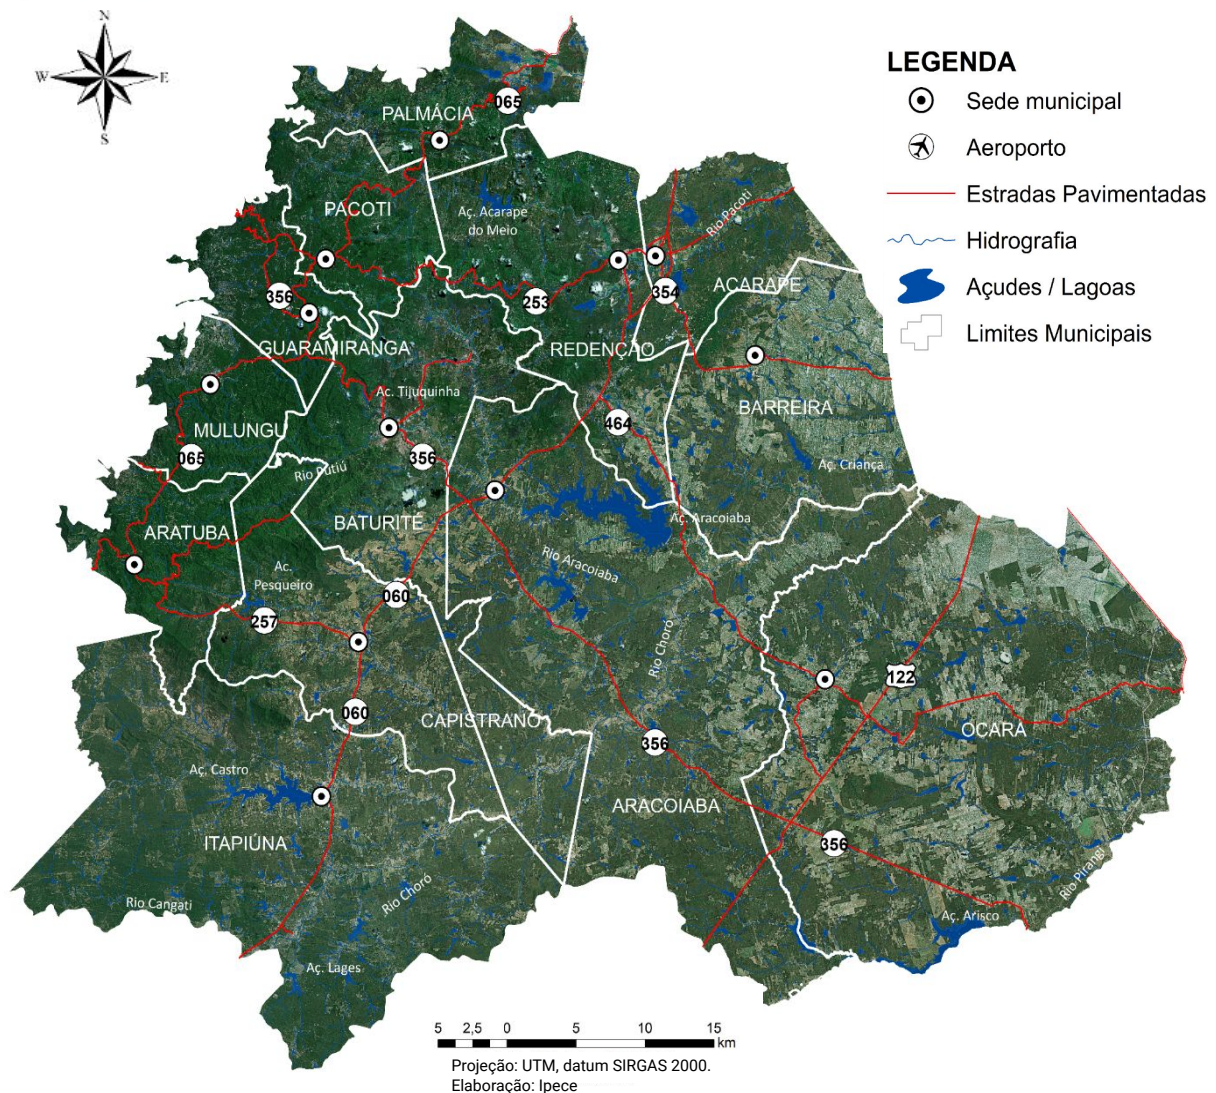 N
W
E
S
LEGENDA
Sede municipal
Aeroporto
Estradas Pavimentadas
Hidrografia
Açudes / Lagoas
Limites Municipais
065
PALMÁCIA
PACOTI
Aç. Acarape
do Meio
Rio Pacoti
356
253
354
ACARAPE
GUARAMIRANGA
REDENÇÃO
Ac. Tijuquinha
BARREIRA
MULUNGU
464
065
356
Rio Putiú
Aç. Criança
BATURITÉ
Aç. Aracoiaba
ARATUBA
Rio Aracoiaba
Ac.
Pesqueiro
060
257
Rio Choró
122
060
CAPISTRANO
OCARA
356
Aç. Castro
ARACOIABA
ITAPIÚNA
356
Rio Pirangi
Rio Choró
Rio Cangati
Aç. Arisco
Aç. Lages
5 2,5 0 5 10 15
km
Projeção: UTM, datum SIRGAS 2000.
Elaboração: Ipece